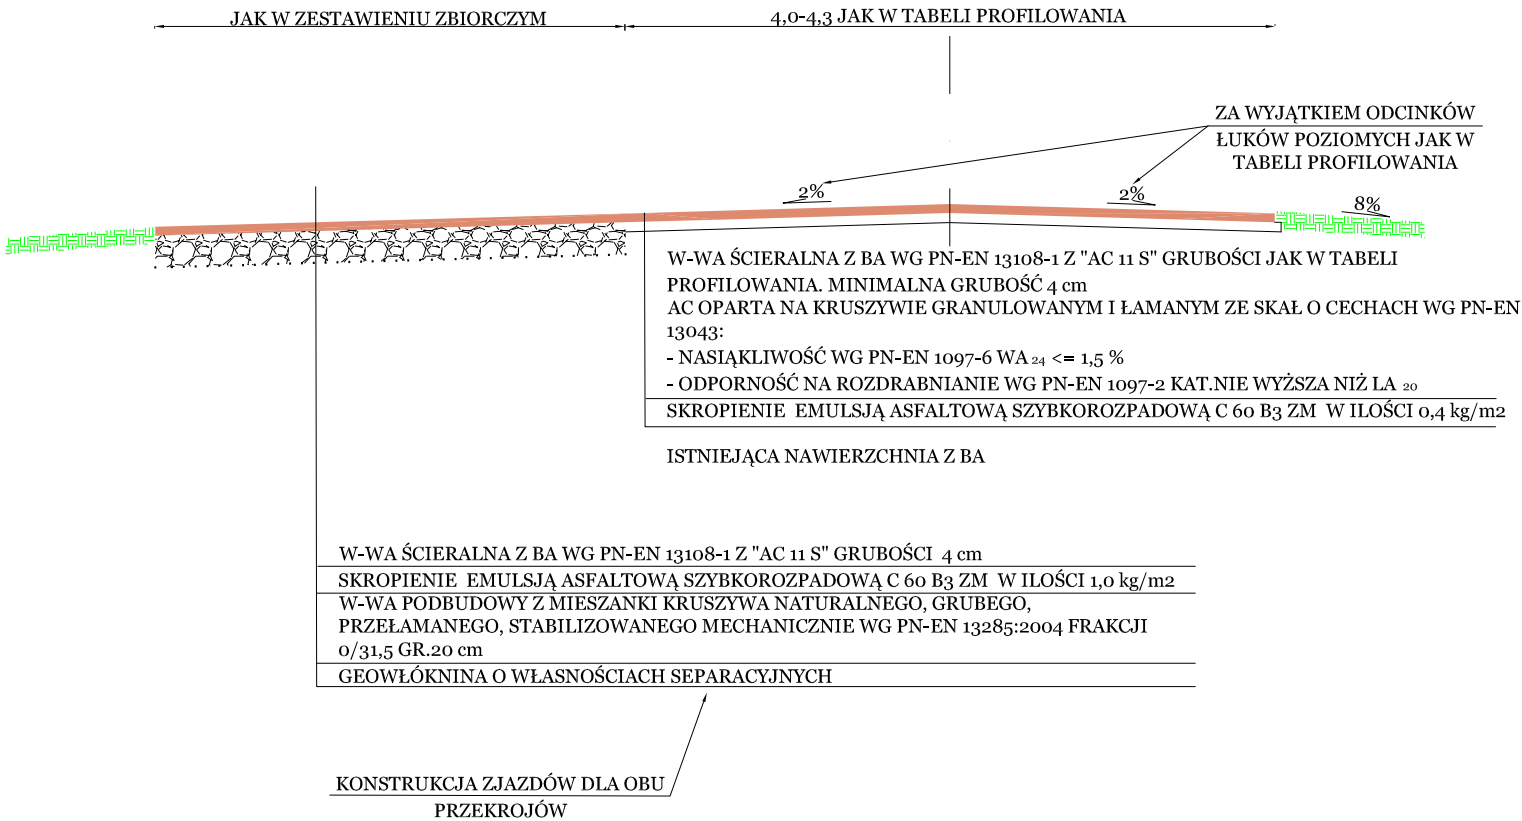 JAK W ZESTAWIENIU ZBIORCZYM
4,0-4,3 JAK W TABELI PROFILOWANIA
ZA WYJĄTKIEM ODCINKÓW
ŁUKÓW POZIOMYCH JAK W
TABELI PROFILOWANIA
2%
2%
8%
W-WA ŚCIERALNA Z BA WG PN-EN 13108-1 Z "AC 11 S" GRUBOŚCI JAK W TABELI
PROFILOWANIA. MINIMALNA GRUBOŚĆ 4 cm
AC OPARTA NA KRUSZYWIE GRANULOWANYM I ŁAMANYM ZE SKAŁ O CECHACH WG PN-EN
13043:
- NASIĄKLIWOŚĆ WG PN-EN 1097-6 WA 24 <= 1,5 %
- ODPORNOŚĆ NA ROZDRABNIANIE WG PN-EN 1097-2 KAT.NIE WYŻSZA NIŻ LA 20
SKROPIENIE EMULSJĄ ASFALTOWĄ SZYBKOROZPADOWĄ C 60 B3 ZM W ILOŚCI 0,4 kg/m2
ISTNIEJĄCA NAWIERZCHNIA Z BA
W-WA ŚCIERALNA Z BA WG PN-EN 13108-1 Z "AC 11 S" GRUBOŚCI 4 cm
SKROPIENIE EMULSJĄ ASFALTOWĄ SZYBKOROZPADOWĄ C 60 B3 ZM W ILOŚCI 1,0 kg/m2
W-WA PODBUDOWY Z MIESZANKI KRUSZYWA NATURALNEGO, GRUBEGO,
PRZEŁAMANEGO, STABILIZOWANEGO MECHANICZNIE WG PN-EN 13285:2004 FRAKCJI
0/31,5 GR.20 cm
GEOWŁÓKNINA O WŁASNOŚCIACH SEPARACYJNYCH
KONSTRUKCJA ZJAZDÓW DLA OBU
PRZEKROJÓW